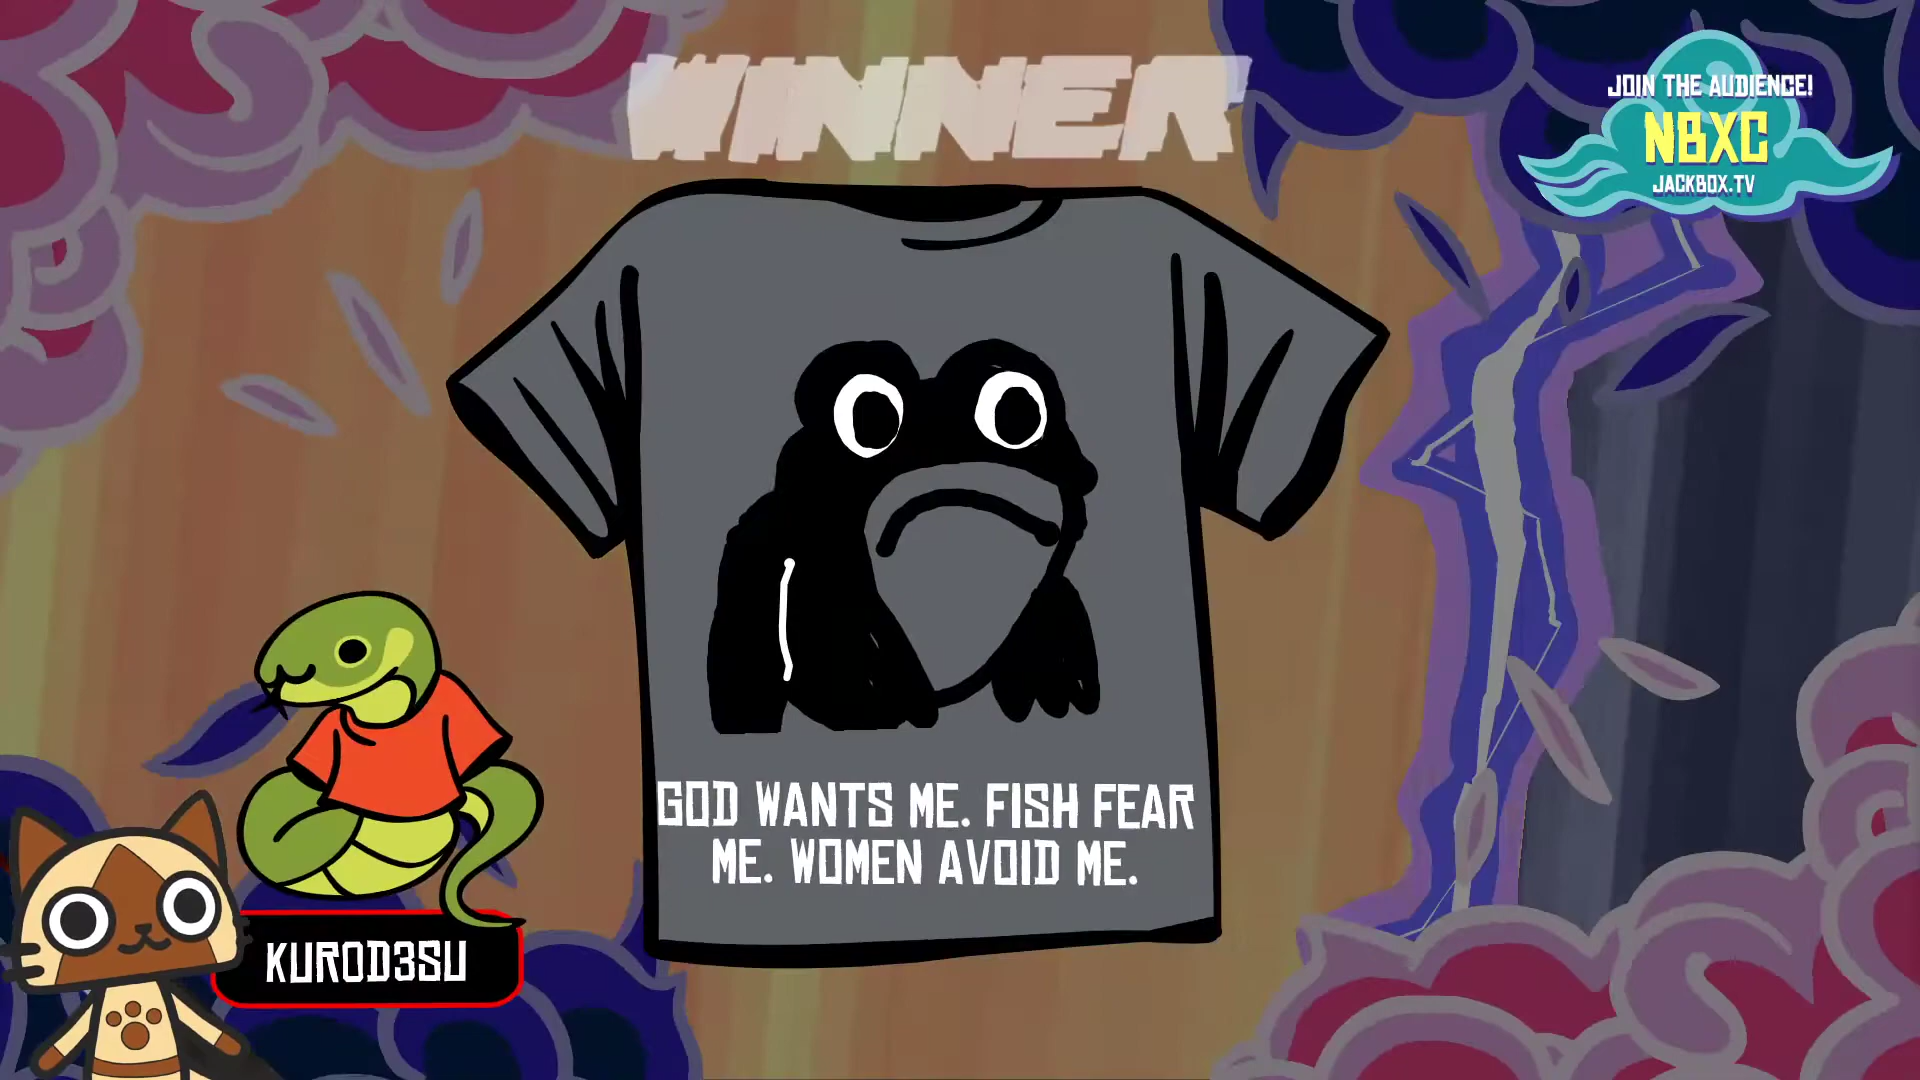 WINNER
JOIN THE AUDIENCE!
NBXC
JACKBOX.TV
GOD WANTS ME. FISH FEAR
ME. WOMEN AVOID ME.
KUROD3SU